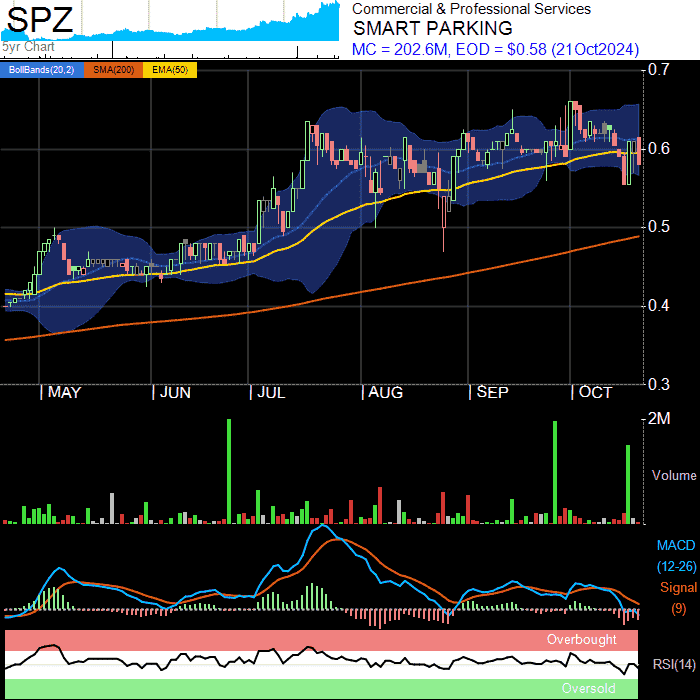 SPZ
Commercial & Professional Services
SMART PARKING
5yr Chart
MC = 202.6M, EOD = $0.58 (21Oct2024)
BollBands(20,2) SMA(200) EMA(50)
0.7
0.6
0.5
0.4
0.3
MAY JUN JUL AUG SEP OCT
2M
Volume
MACD
(12-26)
Signal
(9)
Overbought
RSI(14)
Oversold